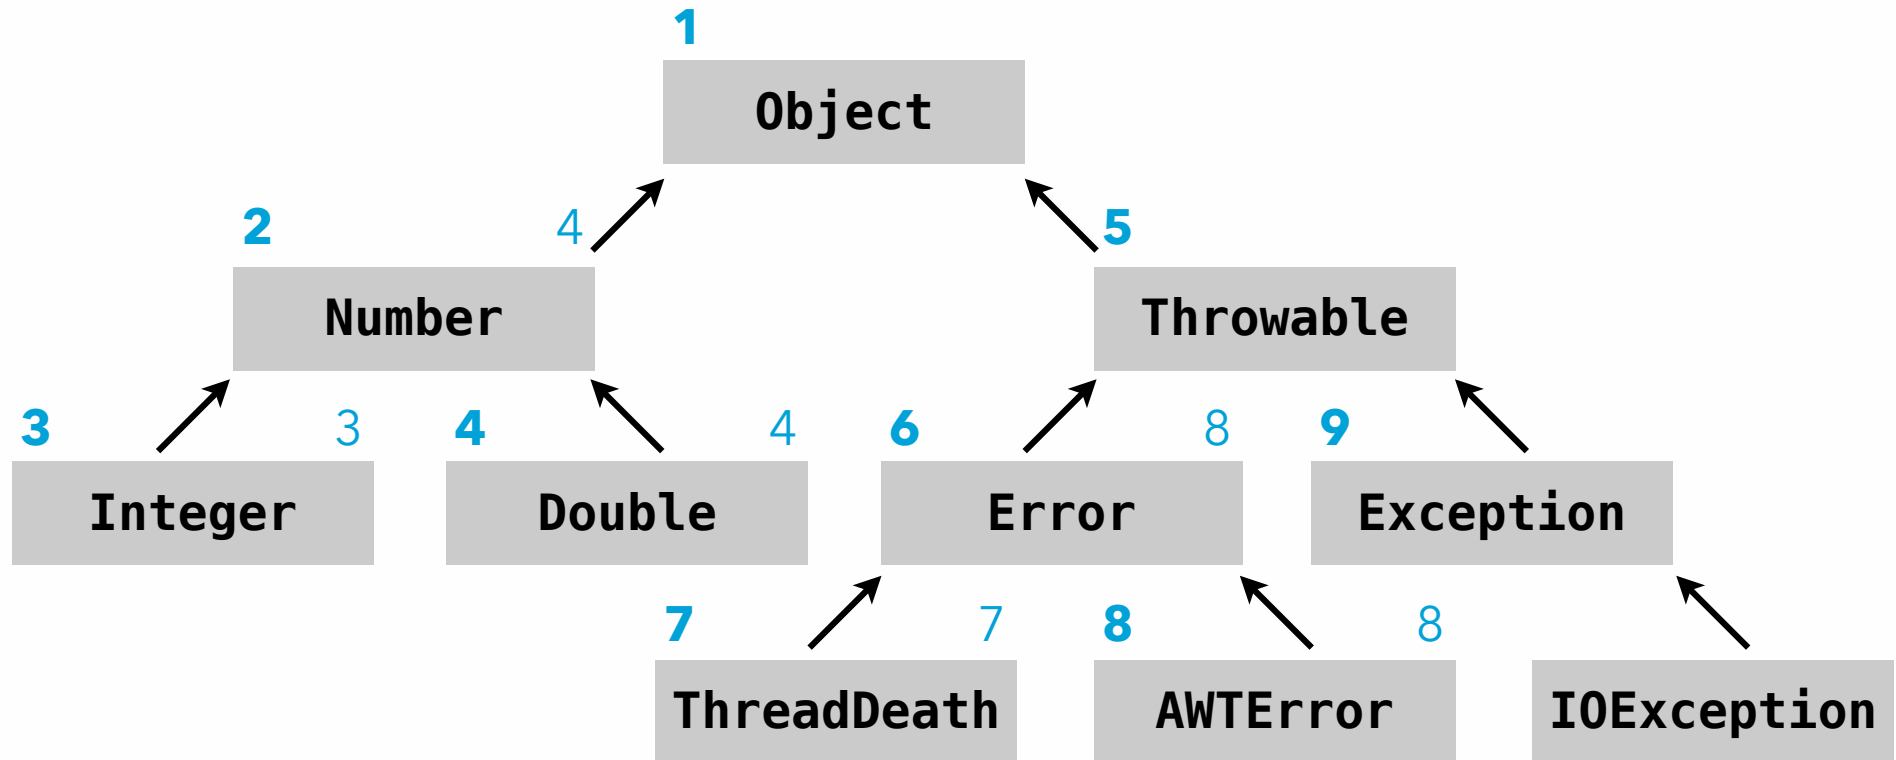 1
Object
2 4 5
Number Throwable
3 3 4 4 6 8 9
Integer Double Error Exception
7 7 8 8
ThreadDeath AWTError IOException